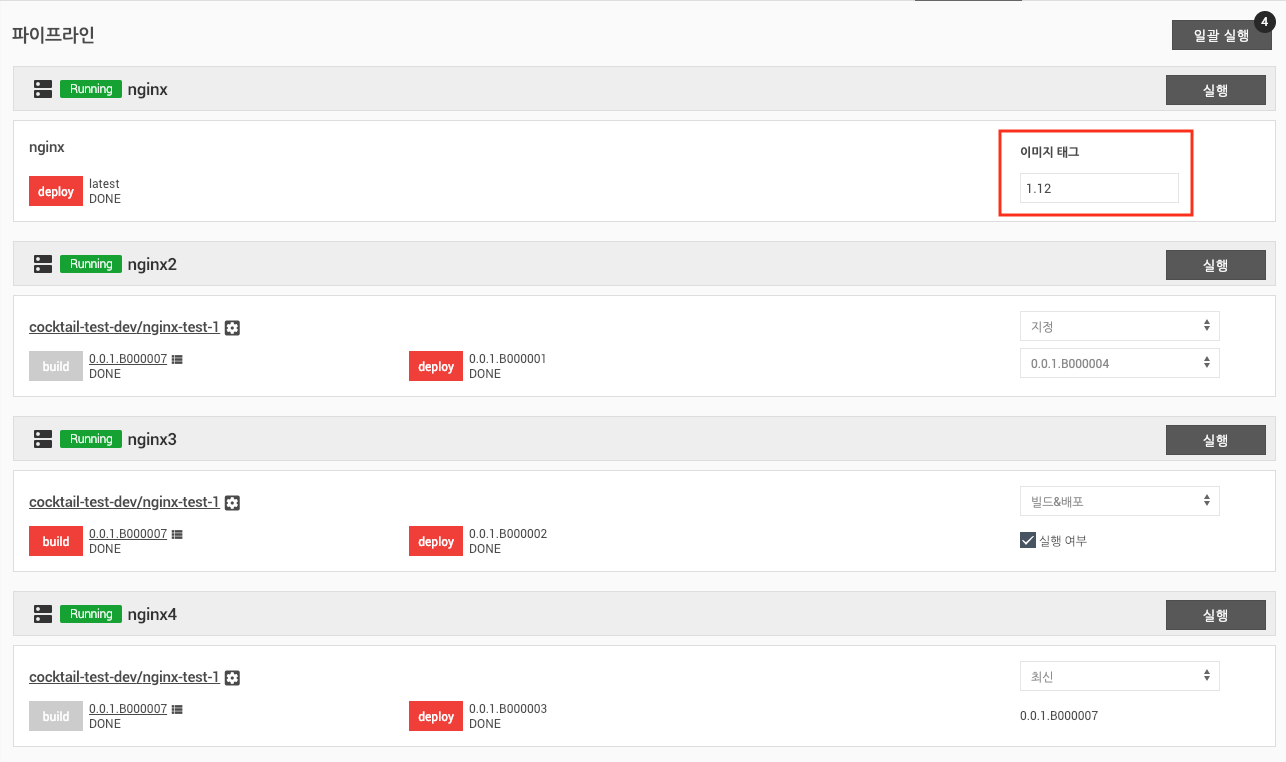 파이프라인
일괄 실행
4
Running nginx
실행
nginx
이미지 태그
deploy
latest
DONE
1.12
Running nginx2
실행
cocktail-test-dev/nginx-test-1
지정
build
0.0.1.B000007
DONE
deploy
0.0.1.B000001
DONE
0.0.1.B000004
Running nginx3
실행
cocktail-test-dev/nginx-test-1
빌드&배포
build
0.0.1.B000007
DONE
deploy
0.0.1.B000002
DONE
실행 여부
Running nginx4
실행
cocktail-test-dev/nginx-test-1
최신
build
0.0.1.B000007
DONE
deploy
0.0.1.B000003
DONE
0.0.1.B000007